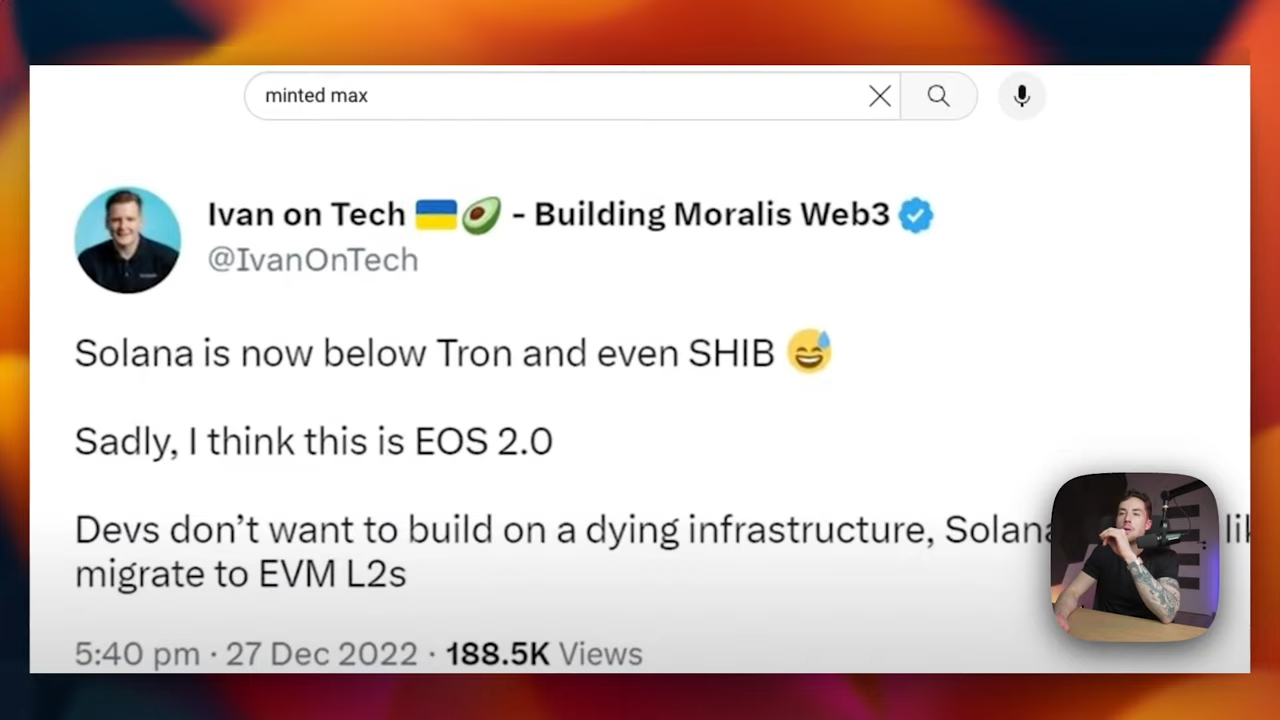 minted max
Ivan on Tech 🇺🇦🥑 - Building Moralis Web3
@IvanOnTech
Solana is now below Tron and even SHIB 😅
Sadly, I think this is EOS 2.0
Devs don’t want to build on a dying infrastructure, Solana
migrate to EVM L2s
5:40 pm · 27 Dec 2022 · 188.5K Views